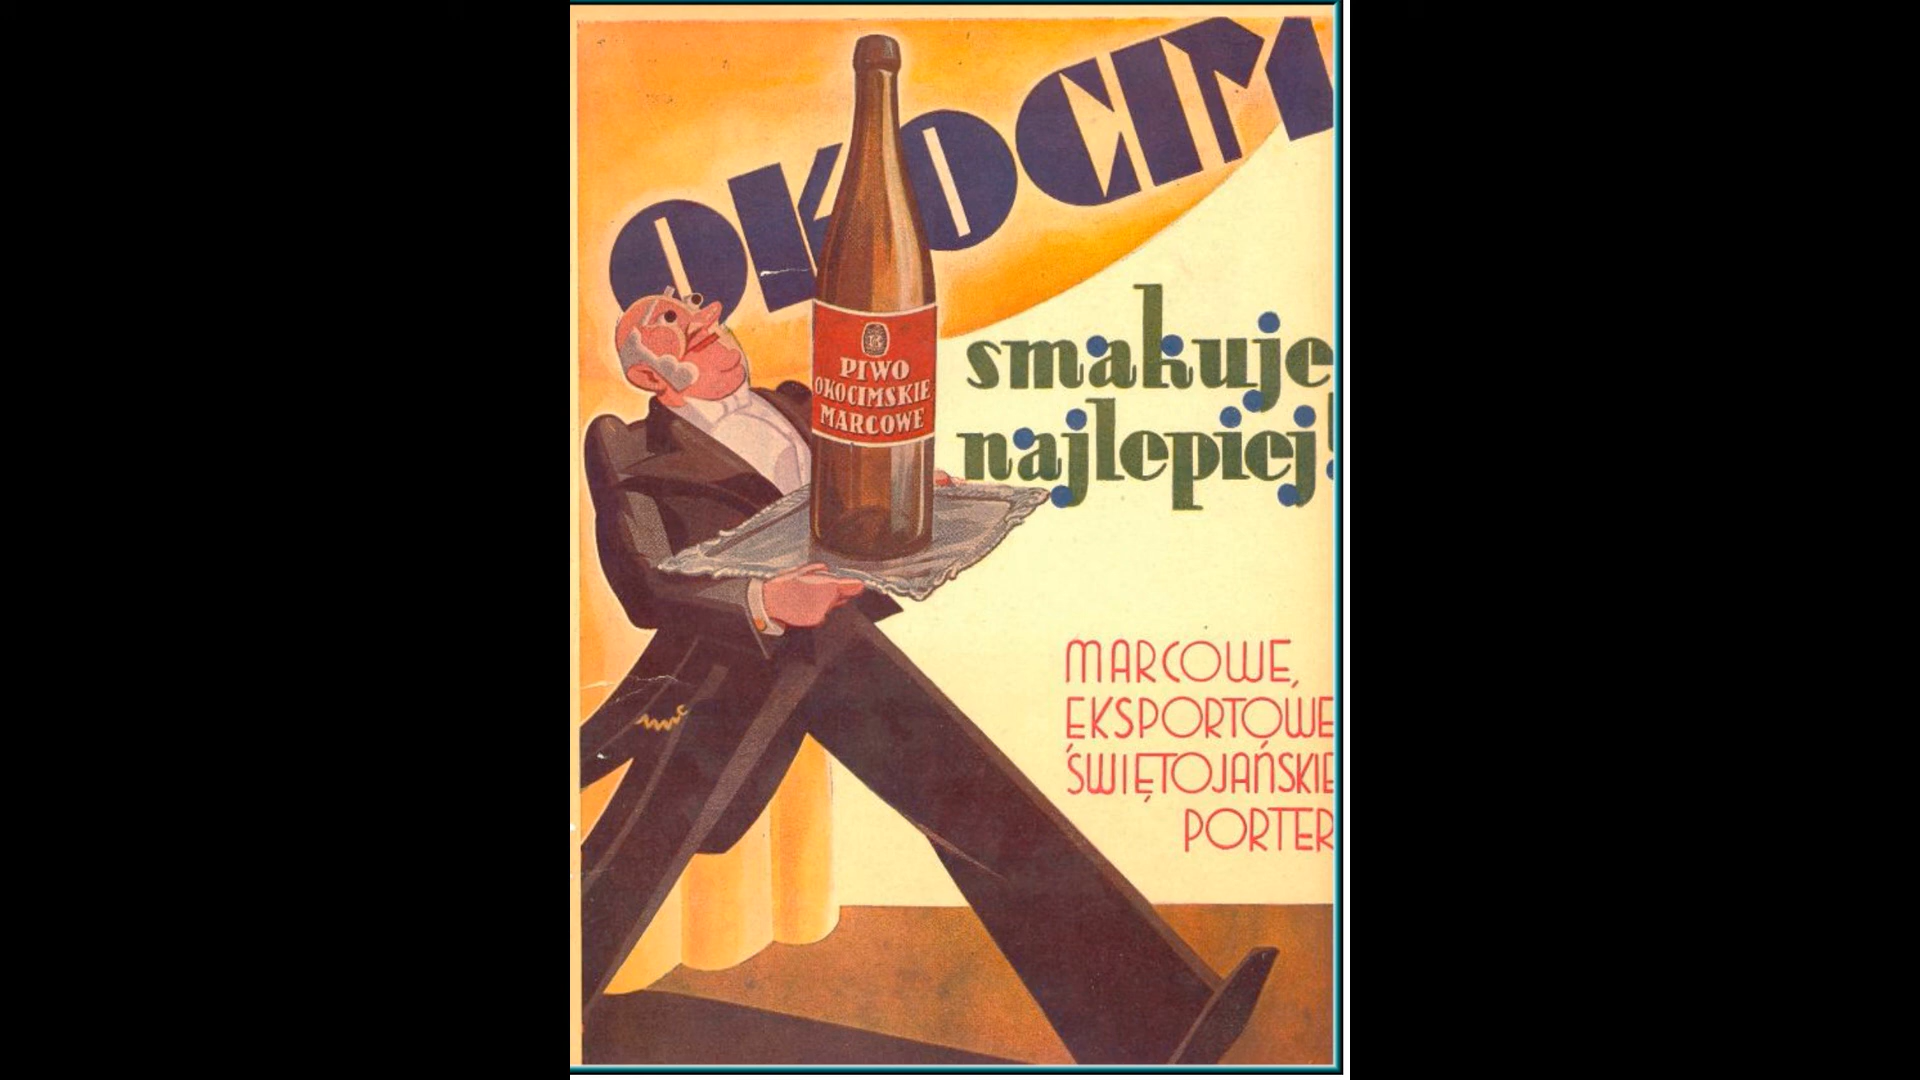 OKOCIM
smakuje
najlepiej!
PIWO
OKOCIMSKIE
MARCOWE
MARCOWE,
EKSPORTOWE
ŚWIĘTOJAŃSKIE
PORTER